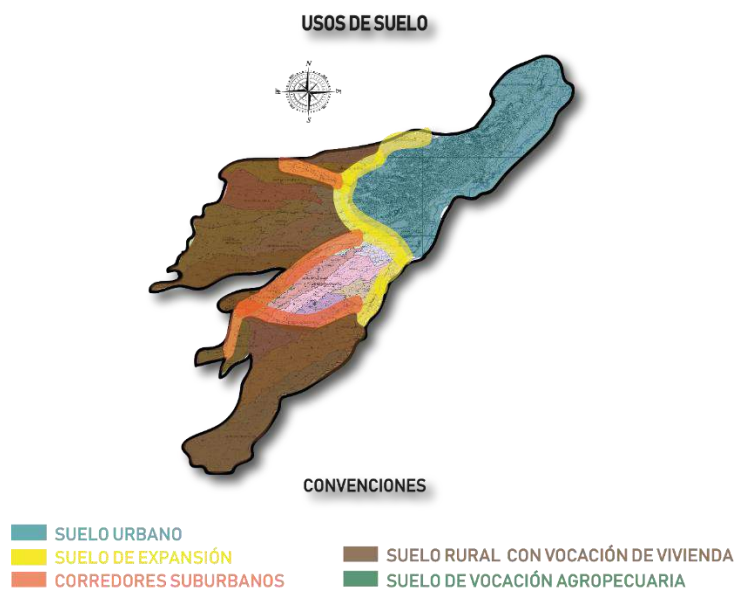 USOS DE SUELO
N
S
CONVENCIONES
SUELO URBANO
SUELO DE EXPANSIÓN
CORREDORES SUBURBANOS
SUELO RURAL CON VOCACIÓN DE VIVIENDA
SUELO DE VOCACIÓN AGROPECUARIA